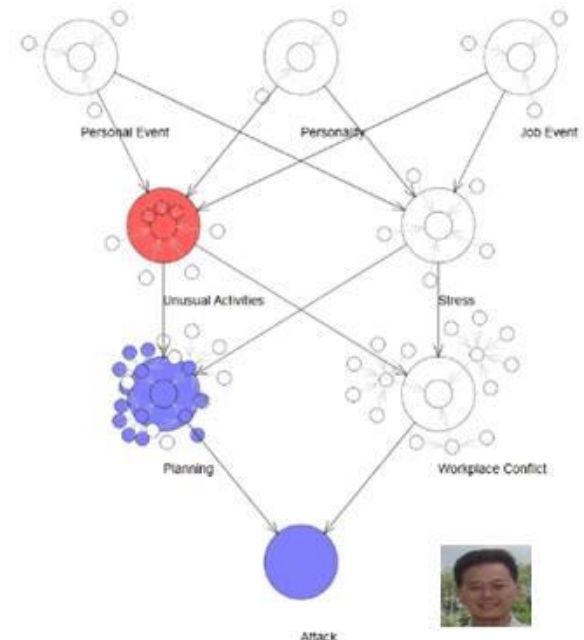 Personal Event
Personality
Job Event
Unusual Activities
Stress
Planning
Workplace Conflict
Attack